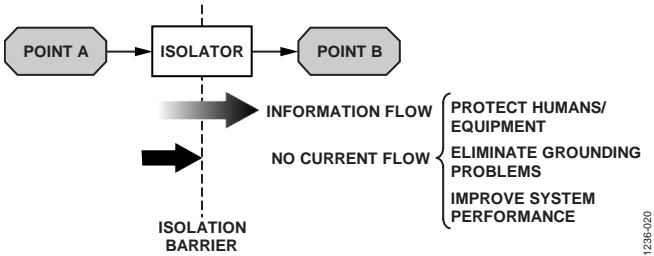 POINT A
ISOLATOR
POINT B
INFORMATION FLOW
NO CURRENT FLOW
PROTECT HUMANS/
EQUIPMENT
ELIMINATE GROUNDING
PROBLEMS
IMPROVE SYSTEM
PERFORMANCE
ISOLATION
BARRIER
1236-020